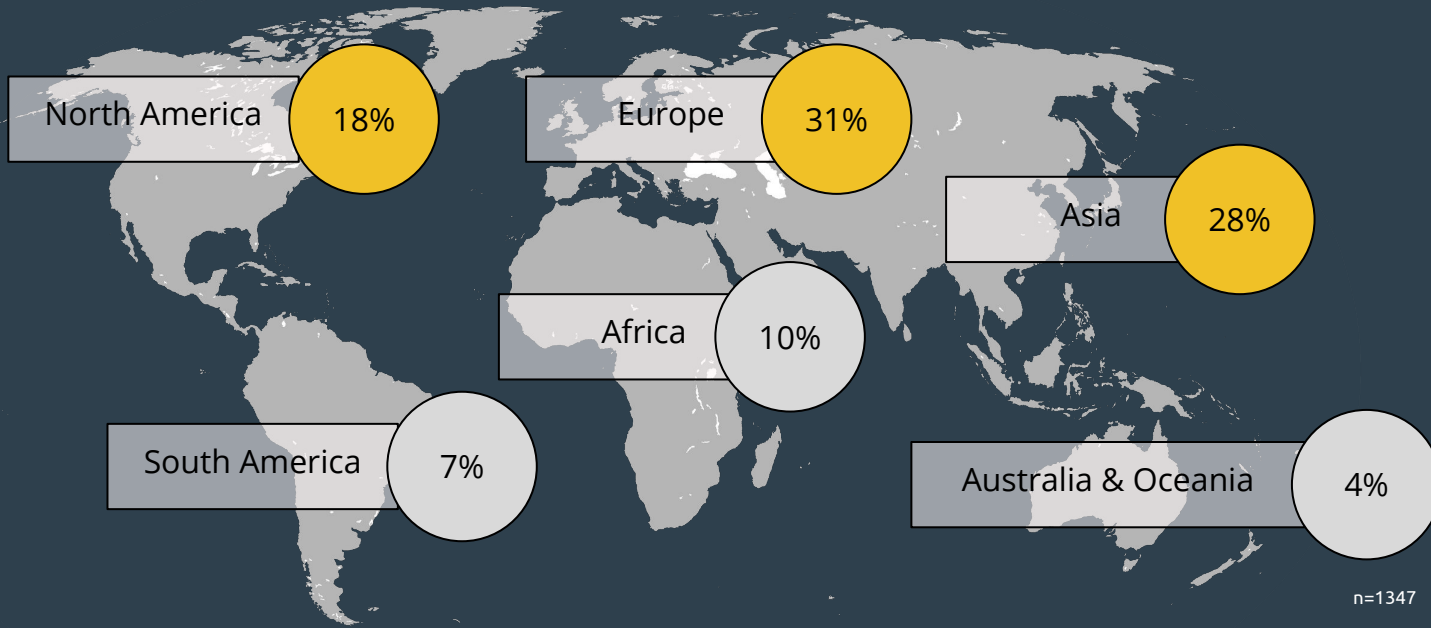 North America
18%
Europe
31%
Asia
28%
Africa
10%
South America
7%
Australia & Oceania
4%
n=1347